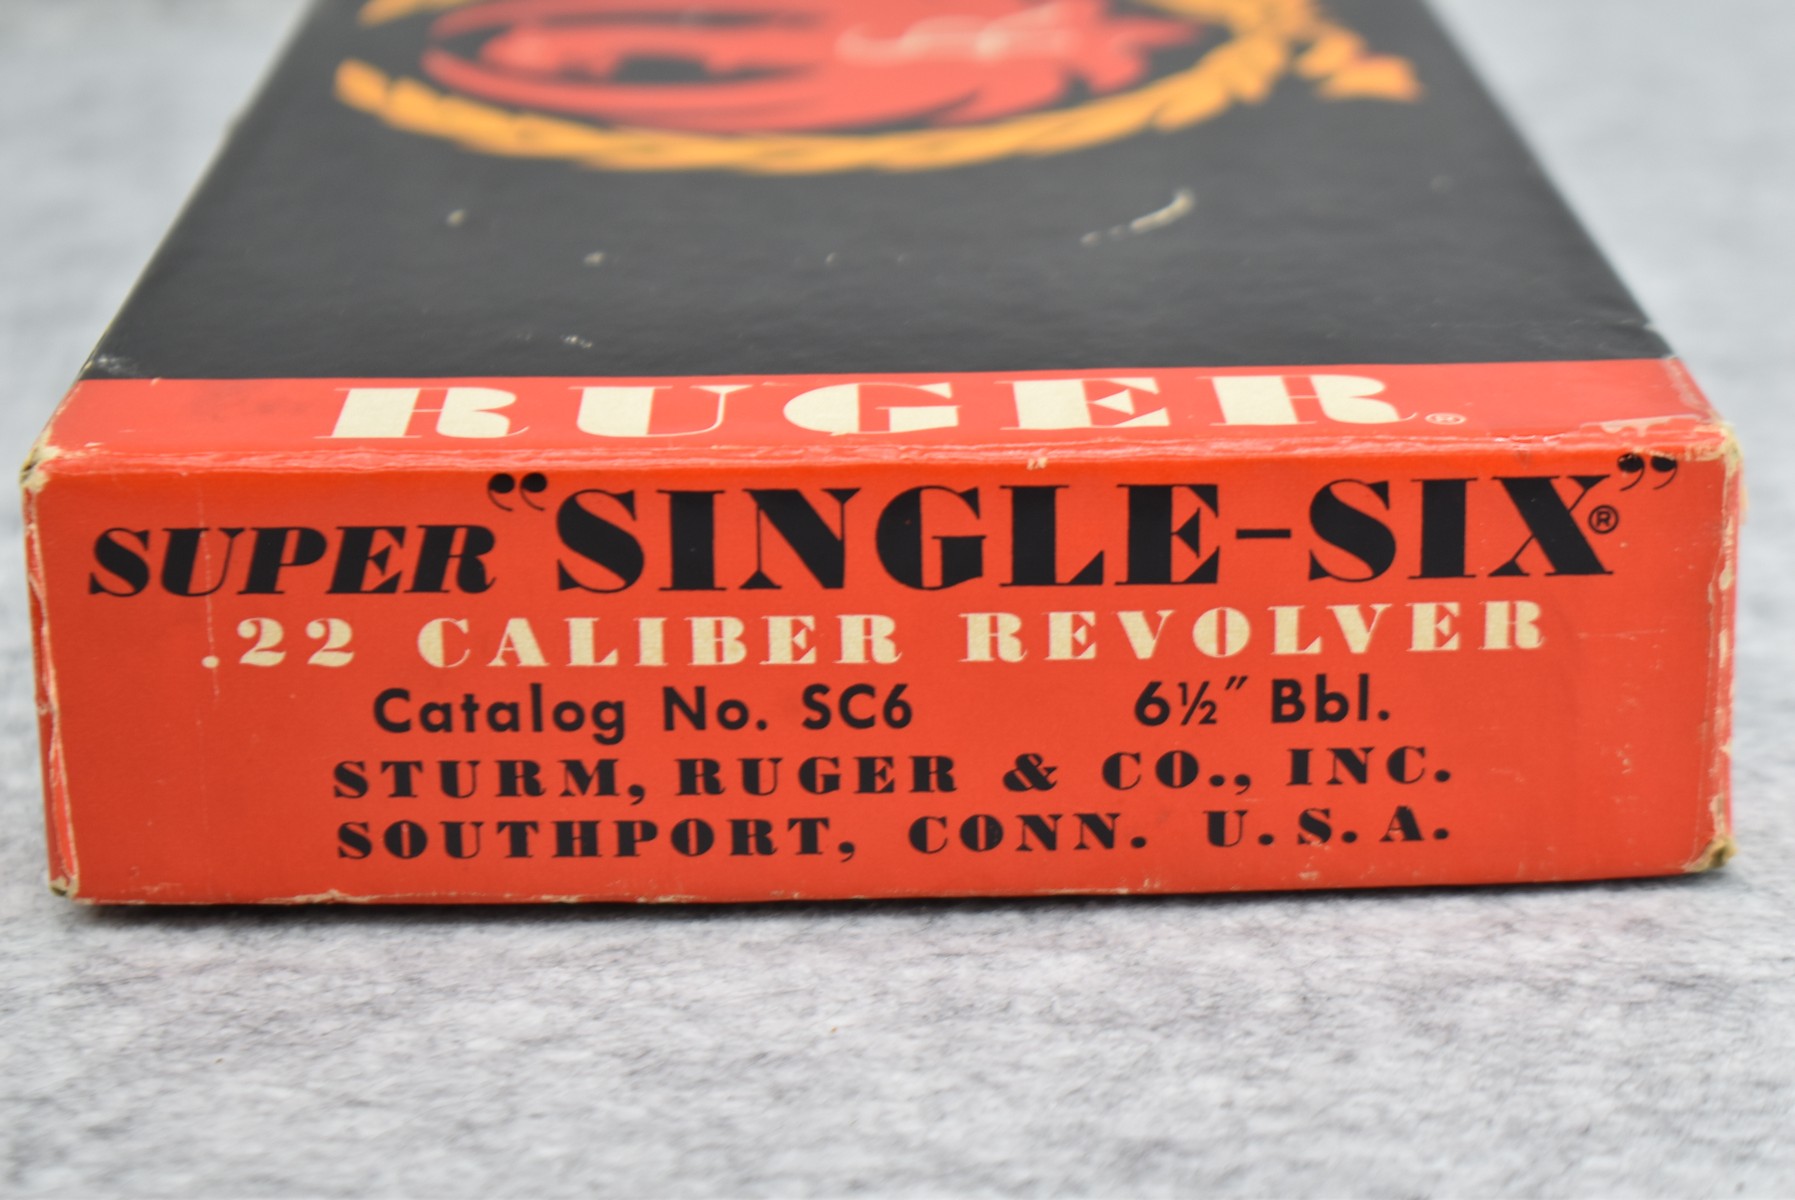 RUGER®
SUPER “SINGLE-SIX®”
.22 CALIBER REVOLVER
Catalog No. SC6 6½″ Bbl.
STURM, RUGER & CO., INC.
SOUTHPORT, CONN. U.S.A.